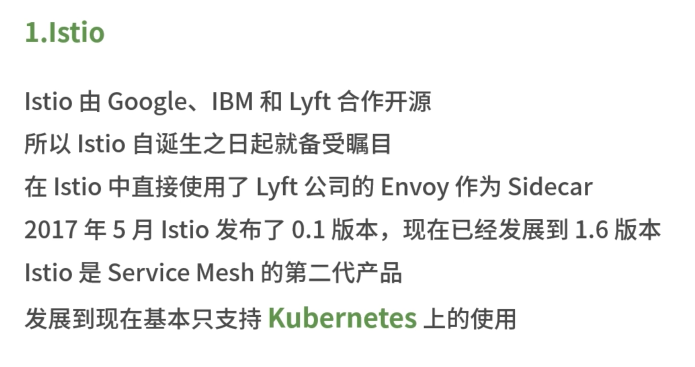 1.Istio
Istio 由 Google、IBM 和 Lyft 合作开源
所以 Istio 自诞生之日起就备受瞩目
在 Istio 中直接使用了 Lyft 公司的 Envoy 作为 Sidecar
2017 年 5 月 Istio 发布了 0.1 版本，现在已经发展到 1.6 版本
Istio 是 Service Mesh 的第二代产品
发展到现在基本只支持 Kubernetes 上的使用